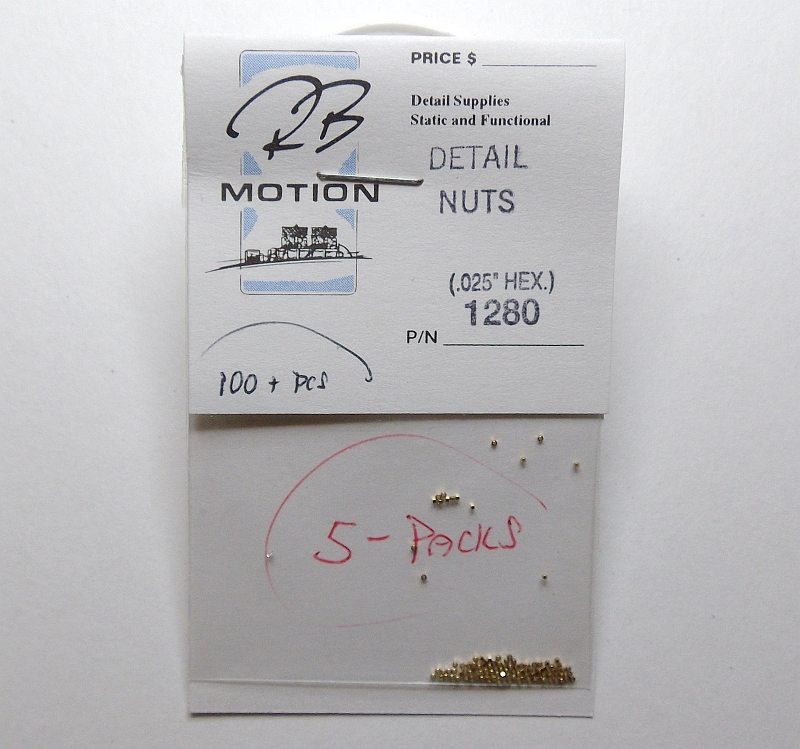 RB
MOTION
PRICE $
Detail Supplies
Static and Functional
DETAIL
NUTS
(.025" HEX.)
1280
P/N
100 + PCS
5-PACKS